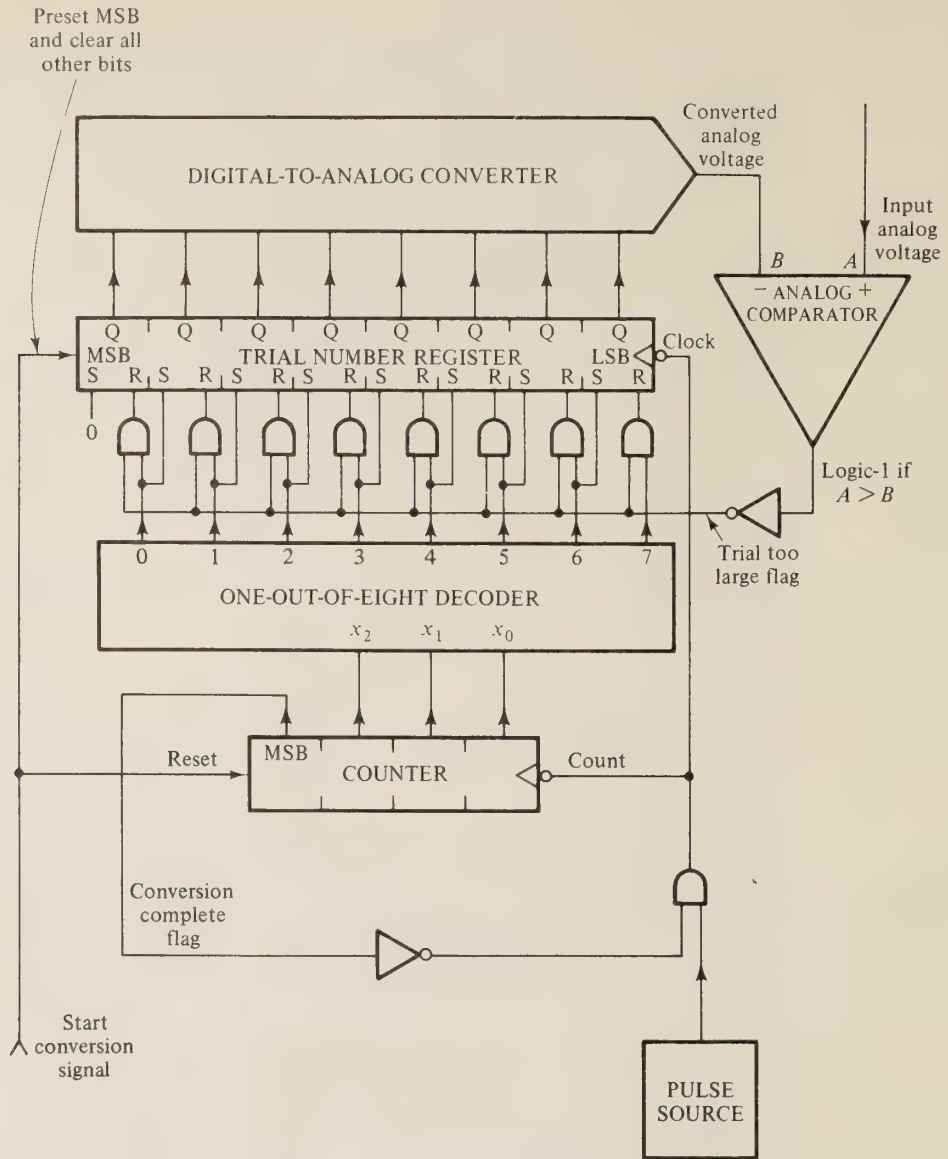 Preset MSB
and clear all
other bits
DIGITAL-TO-ANALOG CONVERTER
Converted
analog
voltage
Input
analog
voltage
B A
− ANALOG +
COMPARATOR
Q Q Q Q Q Q Q Q
MSB TRIAL NUMBER REGISTER LSB
Clock
S R S R S R S R S R S R S R S R
0
Logic-1 if
A > B
Trial too
large flag
0 1 2 3 4 5 6 7
ONE-OUT-OF-EIGHT DECODER
x2 x1 x0
MSB
Reset
COUNTER
Count
Conversion
complete
flag
Start
conversion
signal
PULSE
SOURCE